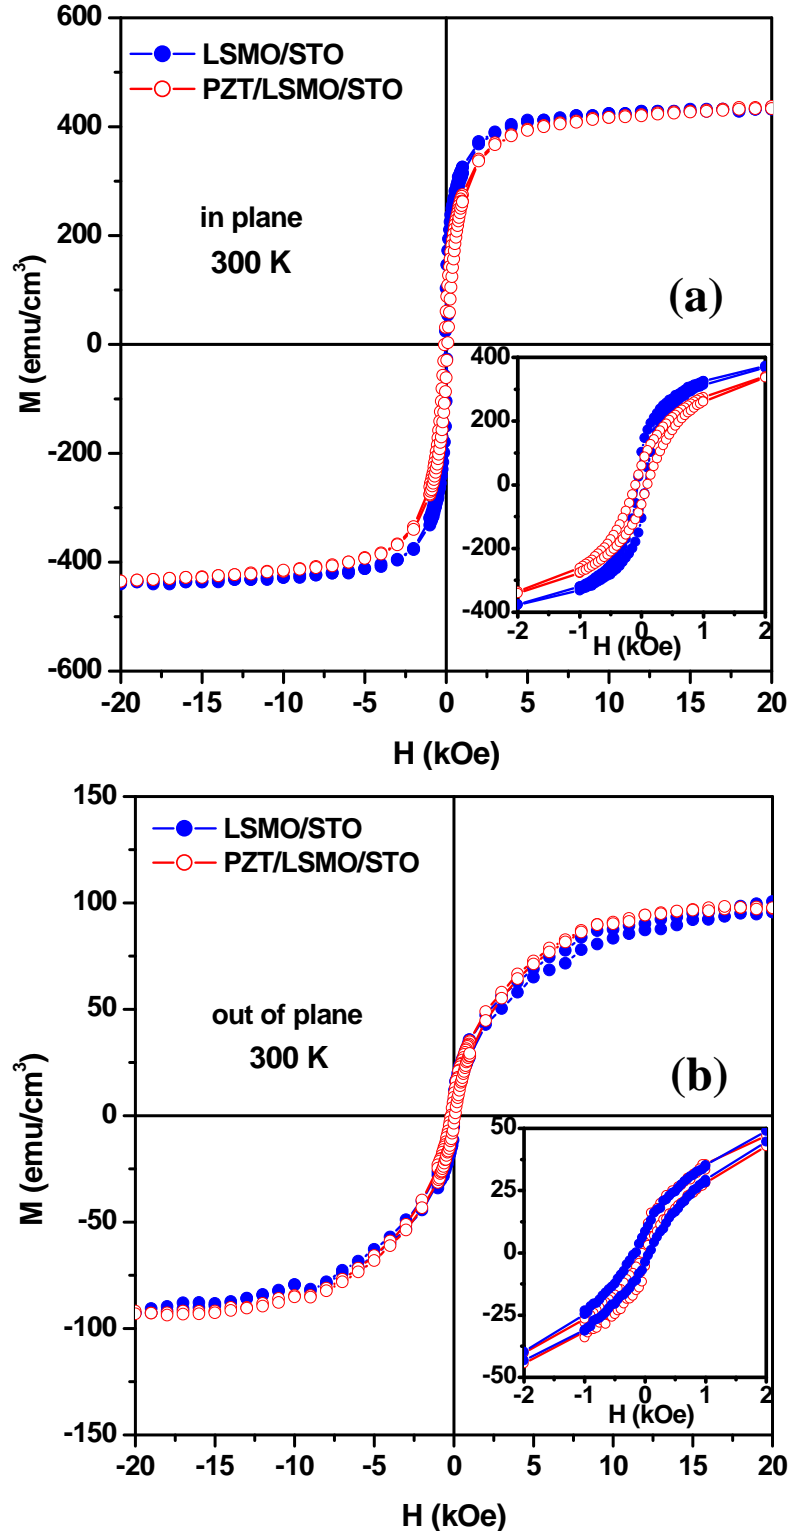 600
400
200
0
-200
-400
-600
M (emu/cm³)
LSMO/STO
PZT/LSMO/STO
in plane
300 K
(a)
400
200
0
-200
-400
-2 -1 0 1 2
H (kOe)
-20 -15 -10 -5 0 5 10 15 20
H (kOe)
150
100
50
0
-50
-100
-150
M (emu/cm³)
LSMO/STO
PZT/LSMO/STO
out of plane
300 K
(b)
50
25
0
-25
-50
-2 -1 0 1 2
H (kOe)
-20 -15 -10 -5 0 5 10 15 20
H (kOe)